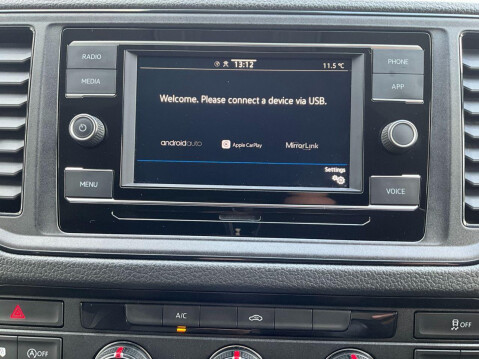 RADIO
MEDIA
13:12
11.5 °C
PHONE
APP
Welcome. Please connect a device via USB.
androidauto
Apple CarPlay
MirrorLink
Settings
MENU
VOICE
A/C
OFF
OFF